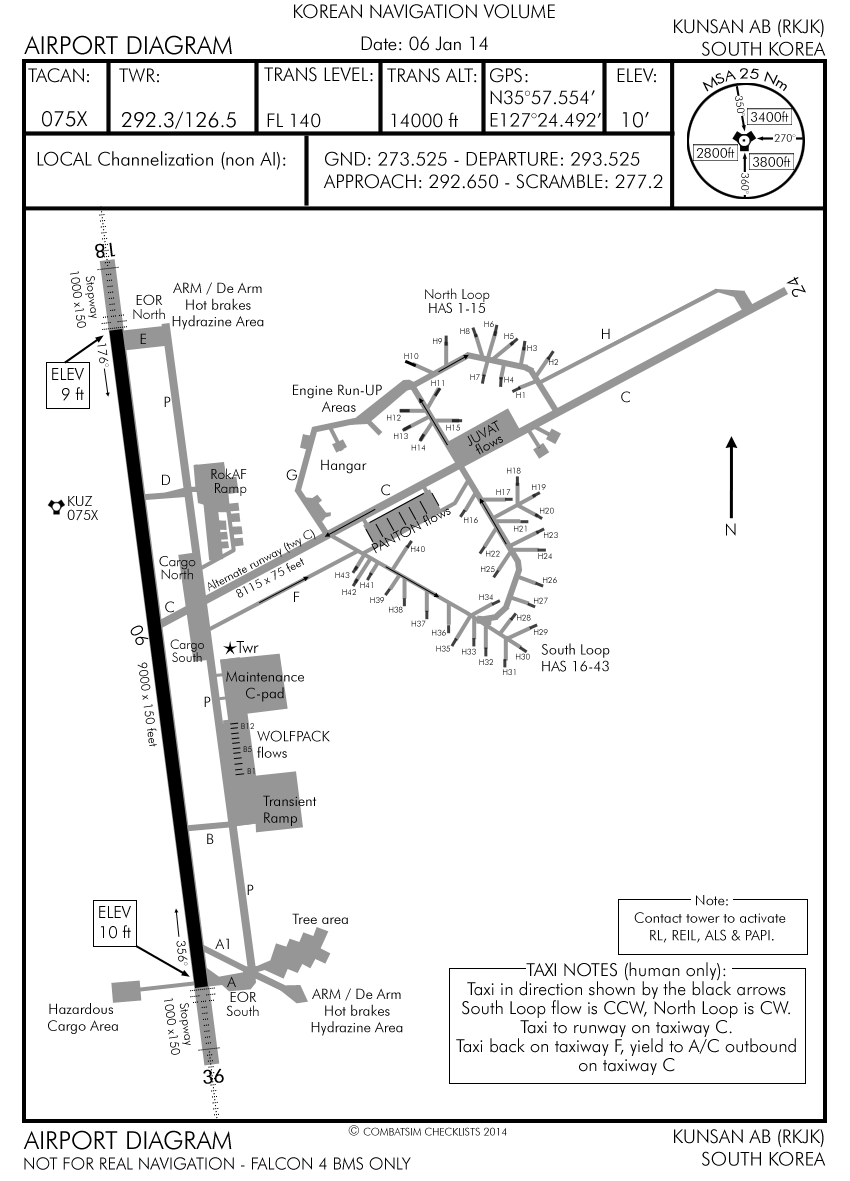 KOREAN NAVIGATION VOLUME
AIRPORT DIAGRAM
Date: 06 Jan 14
KUNSAN AB (RKJK)
SOUTH KOREA
TACAN:
075X
TWR:
292.3/126.5
TRANS LEVEL:
FL 140
TRANS ALT:
14000 ft
GPS:
N35°57.554'
E127°24.492'
ELEV:
10'
MSA 25 Nm
350°
3400ft
270°
2800ft
3800ft
360°
LOCAL Channelization (non AI):
GND: 273.525 - DEPARTURE: 293.525
APPROACH: 292.650 - SCRAMBLE: 277.2
18
Stopway
1000 x150
EOR
North
ARM / De Arm
Hot brakes
Hydrazine Area
E
ELEV
9 ft
176°
P
North Loop
HAS 1-15
24
H
C
H10
H9
H8
H6
H5
H3
H2
H7
H4
H1
H11
H12
H13
H14
H15
Engine Run-UP
Areas
JUVAT
flows
Hangar
G
C
D
RokAF
Ramp
KUZ
075X
N
PANTON flows
H16
H17
H18
H19
H20
H21
H22
H23
H24
H25
H26
H27
H28
H29
H30
H31
H32
H33
H34
H35
H36
H37
H38
H39
H40
H41
H42
H43
Cargo
North
Alternate runway (twy C)
8115 x 75 feet
F
C
06
Cargo
South
Twr
South Loop
HAS 16-43
9000 x 150 feet
Maintenance
C-pad
P
B12
B5
B1
WOLFPACK
flows
Transient
Ramp
B
P
ELEV
10 ft
356°
A1
A
Tree area
EOR
South
ARM / De Arm
Hot brakes
Hydrazine Area
Hazardous
Cargo Area
Stopway
1000 x150
36
Note:
Contact tower to activate
RL, REIL, ALS & PAPI.
TAXI NOTES (human only):
Taxi in direction shown by the black arrows
South Loop flow is CCW, North Loop is CW.
Taxi to runway on taxiway C.
Taxi back on taxiway F, yield to A/C outbound
on taxiway C
AIRPORT DIAGRAM
NOT FOR REAL NAVIGATION - FALCON 4 BMS ONLY
© COMBATSIM CHECKLISTS 2014
KUNSAN AB (RKJK)
SOUTH KOREA